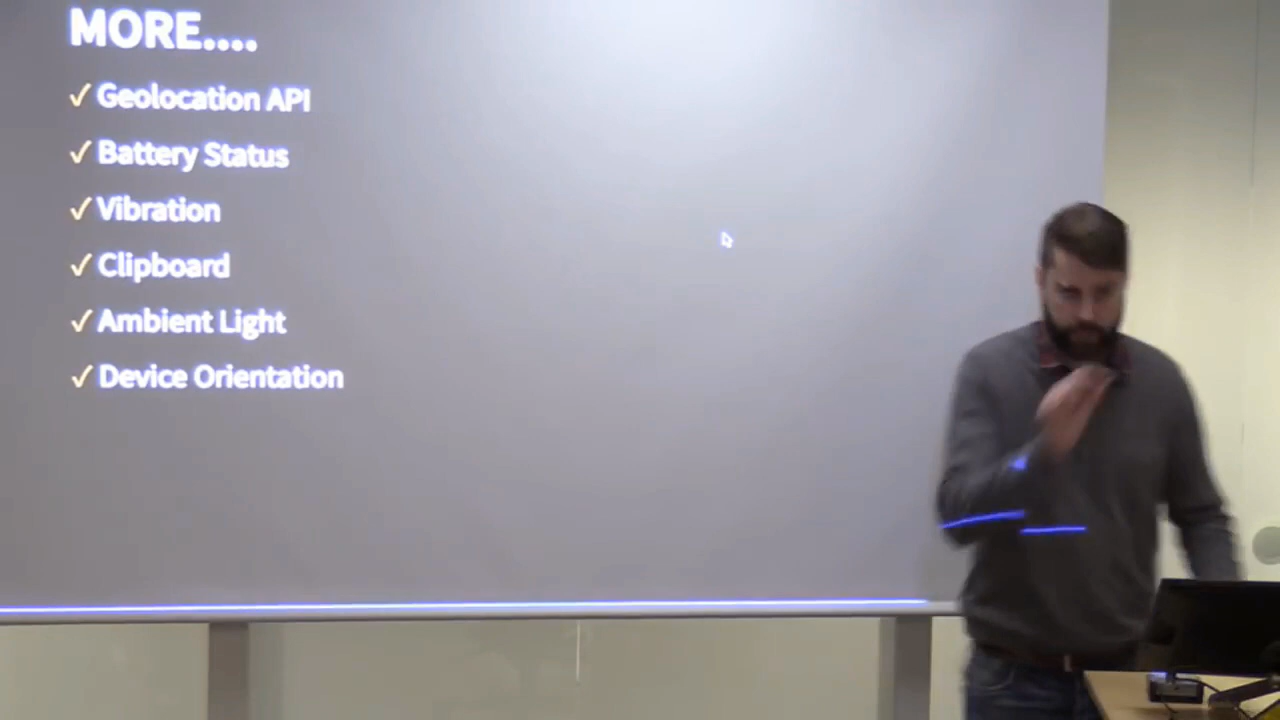 MORE....
✓ Geolocation API
✓ Battery Status
✓ Vibration
✓ Clipboard
✓ Ambient Light
✓ Device Orientation